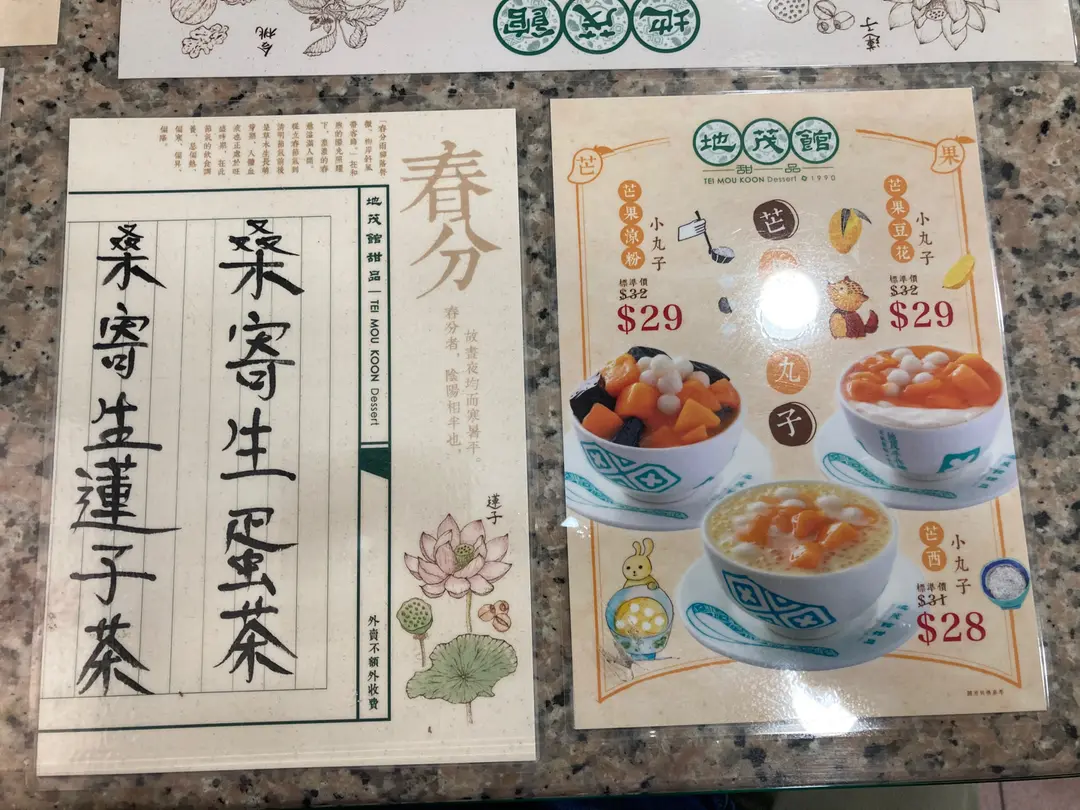 地茂館
合桃
蓮子
春分
故晝夜均而寒暑平。
春分者，陰陽相半也，
蓮子
地茂館甜品 | TEI MOU KOON Dessert
外賣不額外收費
桑寄生蛋茶
桑寄生蓮子茶
地茂館
甜品
TEI MOU KOON Dessert 1990
芒
果
芒果涼粉
小丸子
標準價
$32
$29
芒
丸
子
芒果豆花
小丸子
標準價
$32
$29
芒西
小丸子
標準價
$31
$28